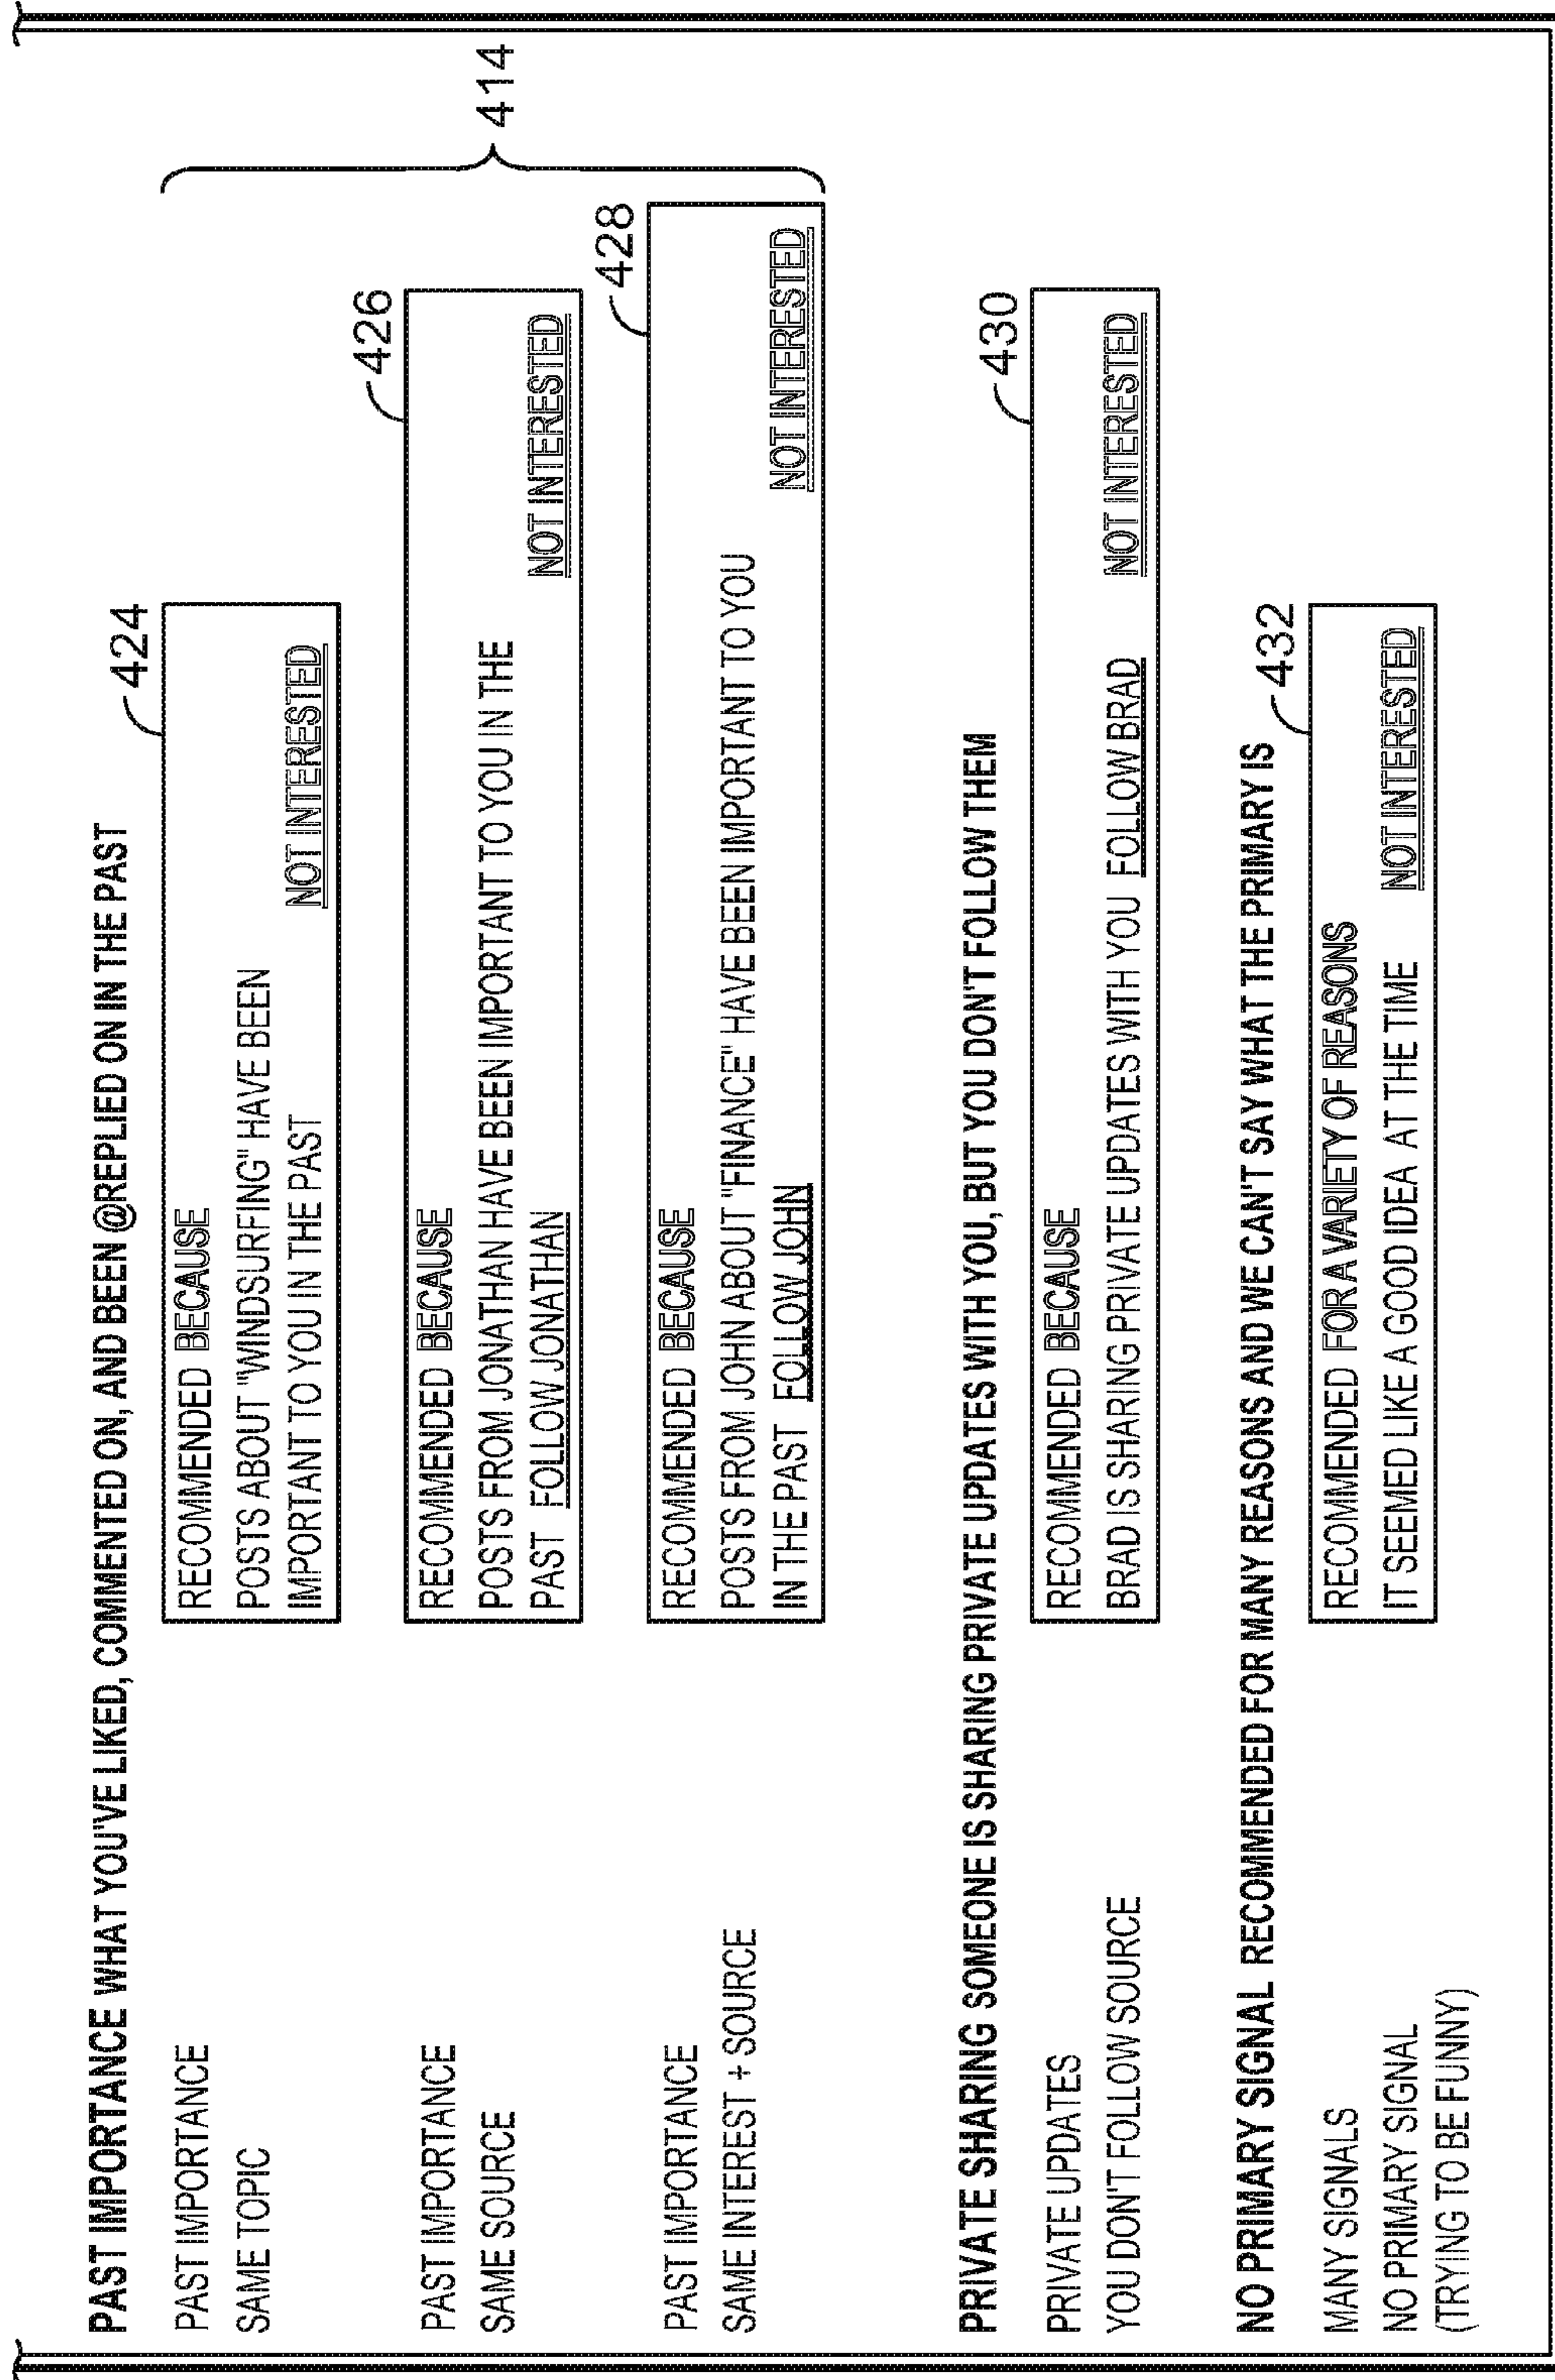 PAST IMPORTANCE WHAT YOU'VE LIKED, COMMENTED ON, AND BEEN @REPLIED ON IN THE PAST
424
PAST IMPORTANCE
SAME TOPIC
RECOMMENDED BECAUSE
POSTS ABOUT "WINDSURFING" HAVE BEEN
IMPORTANT TO YOU IN THE PAST NOT INTERESTED
426
PAST IMPORTANCE
SAME SOURCE
RECOMMENDED BECAUSE
POSTS FROM JONATHAN HAVE BEEN IMPORTANT TO YOU IN THE
PAST FOLLOW JONATHAN NOT INTERESTED
414
428
PAST IMPORTANCE
SAME INTEREST + SOURCE
RECOMMENDED BECAUSE
POSTS FROM JOHN ABOUT "FINANCE" HAVE BEEN IMPORTANT TO YOU
IN THE PAST FOLLOW JOHN NOT INTERESTED
PRIVATE SHARING SOMEONE IS SHARING PRIVATE UPDATES WITH YOU, BUT YOU DON'T FOLLOW THEM
430
PRIVATE UPDATES
YOU DON'T FOLLOW SOURCE
RECOMMENDED BECAUSE
BRAD IS SHARING PRIVATE UPDATES WITH YOU FOLLOW BRAD NOT INTERESTED
NO PRIMARY SIGNAL RECOMMENDED FOR MANY REASONS AND WE CAN'T SAY WHAT THE PRIMARY IS
432
MANY SIGNALS
NO PRIMARY SIGNAL
(TRYING TO BE FUNNY)
RECOMMENDED FOR A VARIETY OF REASONS
IT SEEMED LIKE A GOOD IDEA AT THE TIME NOT INTERESTED